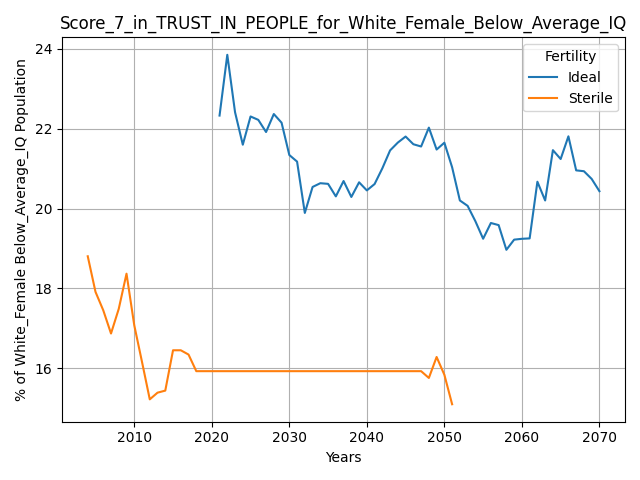 Score_7_in_TRUST_IN_PEOPLE_for_White_Female_Below_Average_IQ
Fertility
Ideal
Sterile
% of White_Female Below_Average_IQ Population
24
22
20
18
16
2010
2020
2030
2040
2050
2060
2070
Years